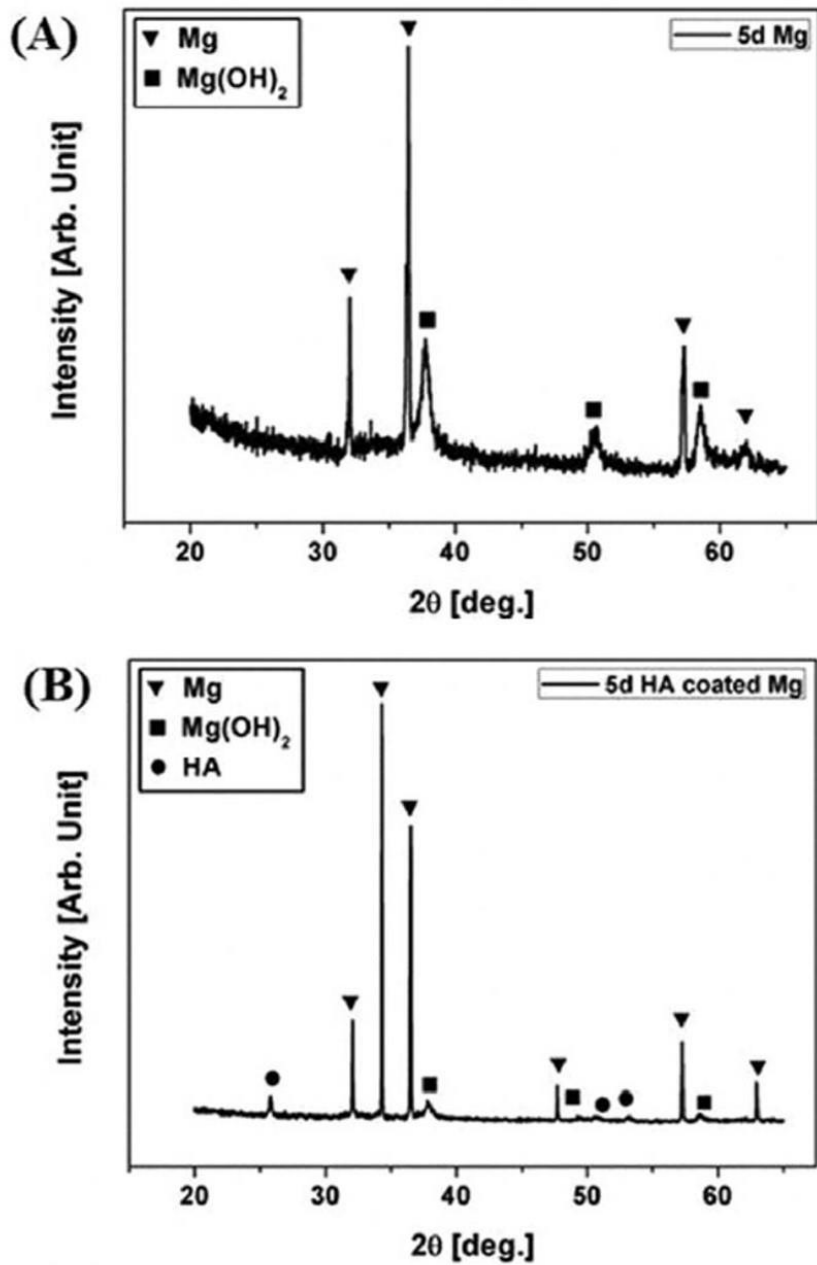 (A)
▼ Mg
■ Mg(OH)₂
5d Mg
Intensity [Arb. Unit]
20 30 40 50 60
2θ [deg.]
(B)
▼ Mg
■ Mg(OH)₂
● HA
5d HA coated Mg
Intensity [Arb. Unit]
20 30 40 50 60
2θ [deg.]